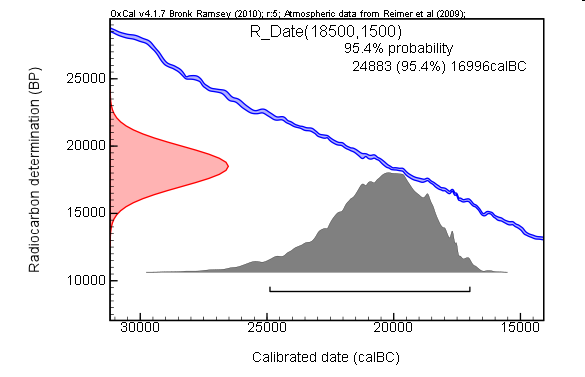 OxCal v4.1.7 Bronk Ramsey (2010); r:5; Atmospheric data from Reimer et al (2009);
R_Date(18500,1500)
95.4% probability
24883 (95.4%) 16996calBC
Radiocarbon determination (BP)
25000
20000
15000
10000
30000 25000 20000 15000
Calibrated date (calBC)